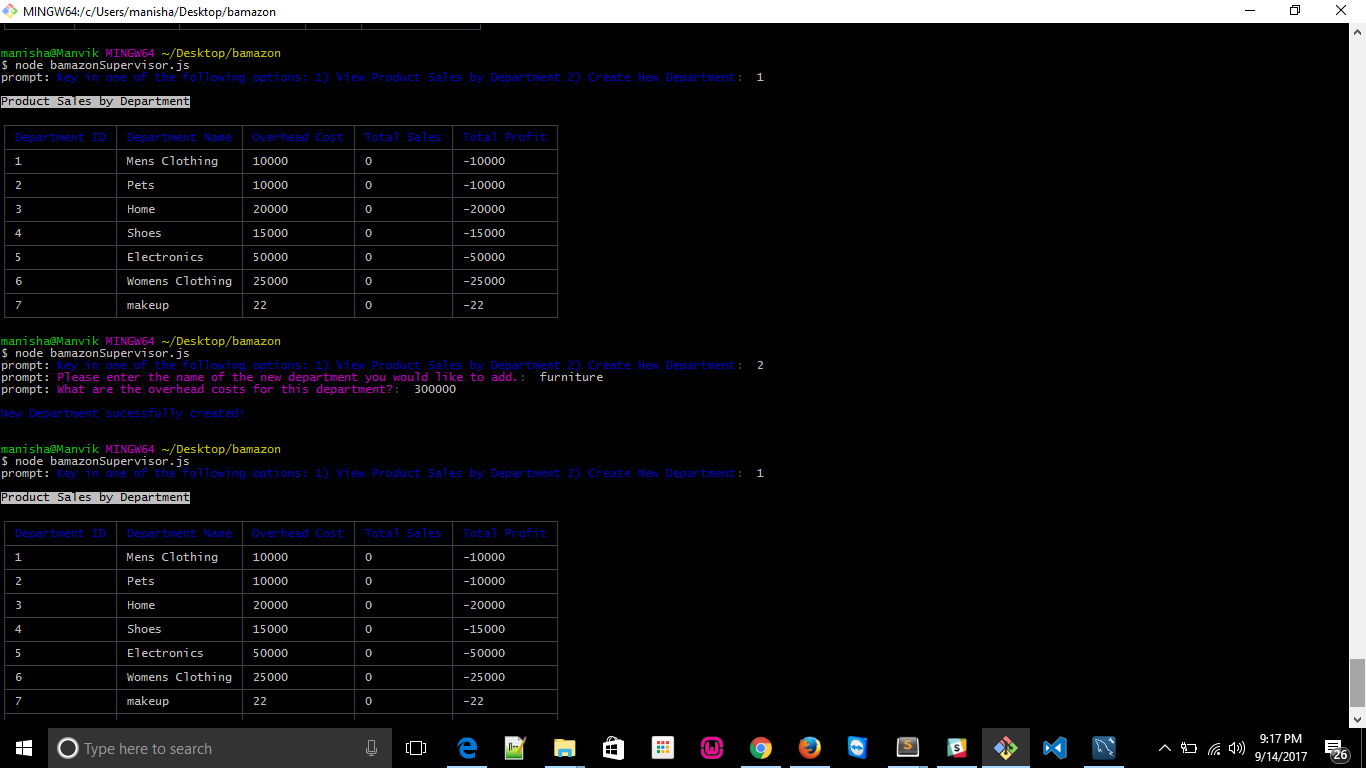 MINGW64:/c/Users/manisha/Desktop/bamazon
manisha@Manvik MINGW64 ~/Desktop/bamazon
$ node bamazonSupervisor.js
prompt: Key in one of the following options: 1) View Product Sales by Department 2) Create New Department:  1
Product Sales by Department
Department ID Department Name Overhead Cost Total Sales Total Profit
1 Mens Clothing 10000 0 -10000
2 Pets 10000 0 -10000
3 Home 20000 0 -20000
4 Shoes 15000 0 -15000
5 Electronics 50000 0 -50000
6 Womens Clothing 25000 0 -25000
7 makeup 22 0 -22
manisha@Manvik MINGW64 ~/Desktop/bamazon
$ node bamazonSupervisor.js
prompt: Key in one of the following options: 1) View Product Sales by Department 2) Create New Department:  2
prompt: Please enter the name of the new department you would like to add.:  furniture
prompt: What are the overhead costs for this department?:  300000
New Department sucessfully created!
manisha@Manvik MINGW64 ~/Desktop/bamazon
$ node bamazonSupervisor.js
prompt: Key in one of the following options: 1) View Product Sales by Department 2) Create New Department:  1
Product Sales by Department
Department ID Department Name Overhead Cost Total Sales Total Profit
1 Mens Clothing 10000 0 -10000
2 Pets 10000 0 -10000
3 Home 20000 0 -20000
4 Shoes 15000 0 -15000
5 Electronics 50000 0 -50000
6 Womens Clothing 25000 0 -25000
7 makeup 22 0 -22
Type here to search
9:17 PM
9/14/2017
26